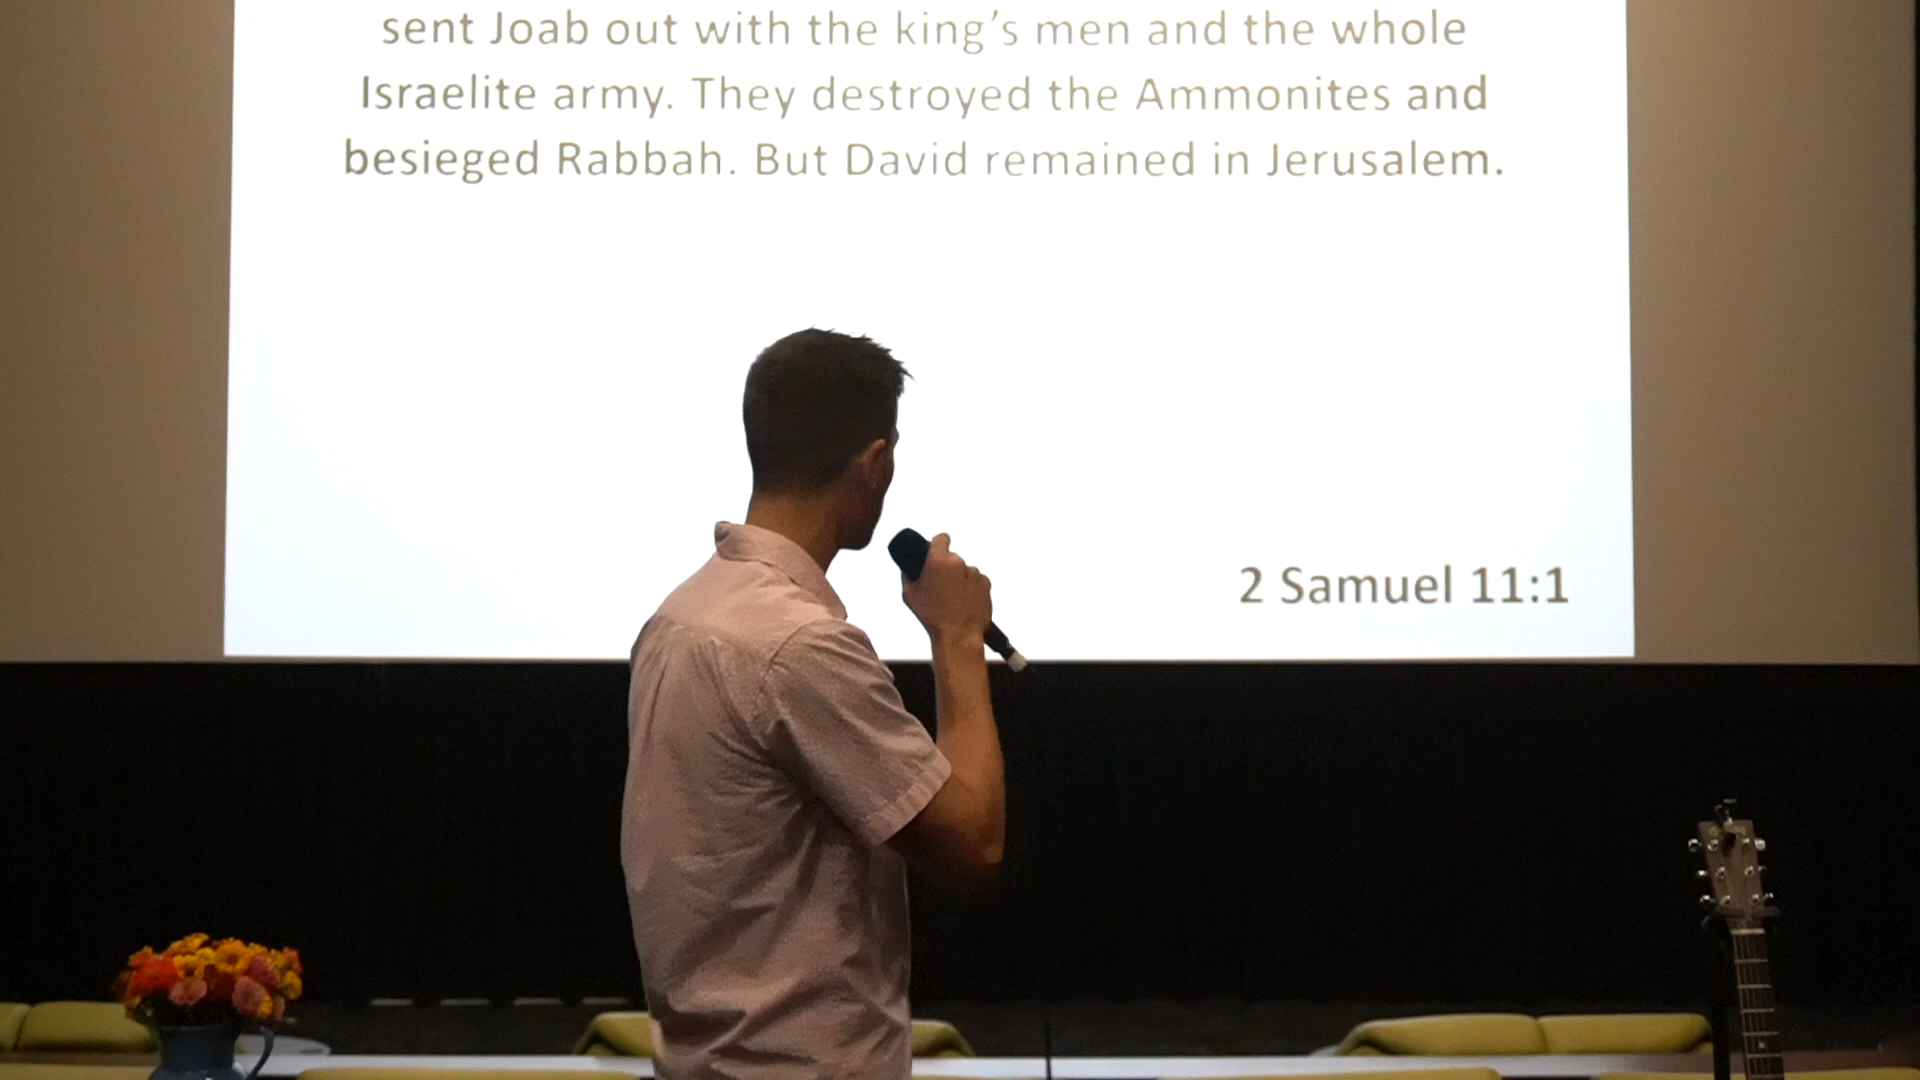 sent Joab out with the king’s men and the whole
Israelite army. They destroyed the Ammonites and
besieged Rabbah. But David remained in Jerusalem.
2 Samuel 11:1